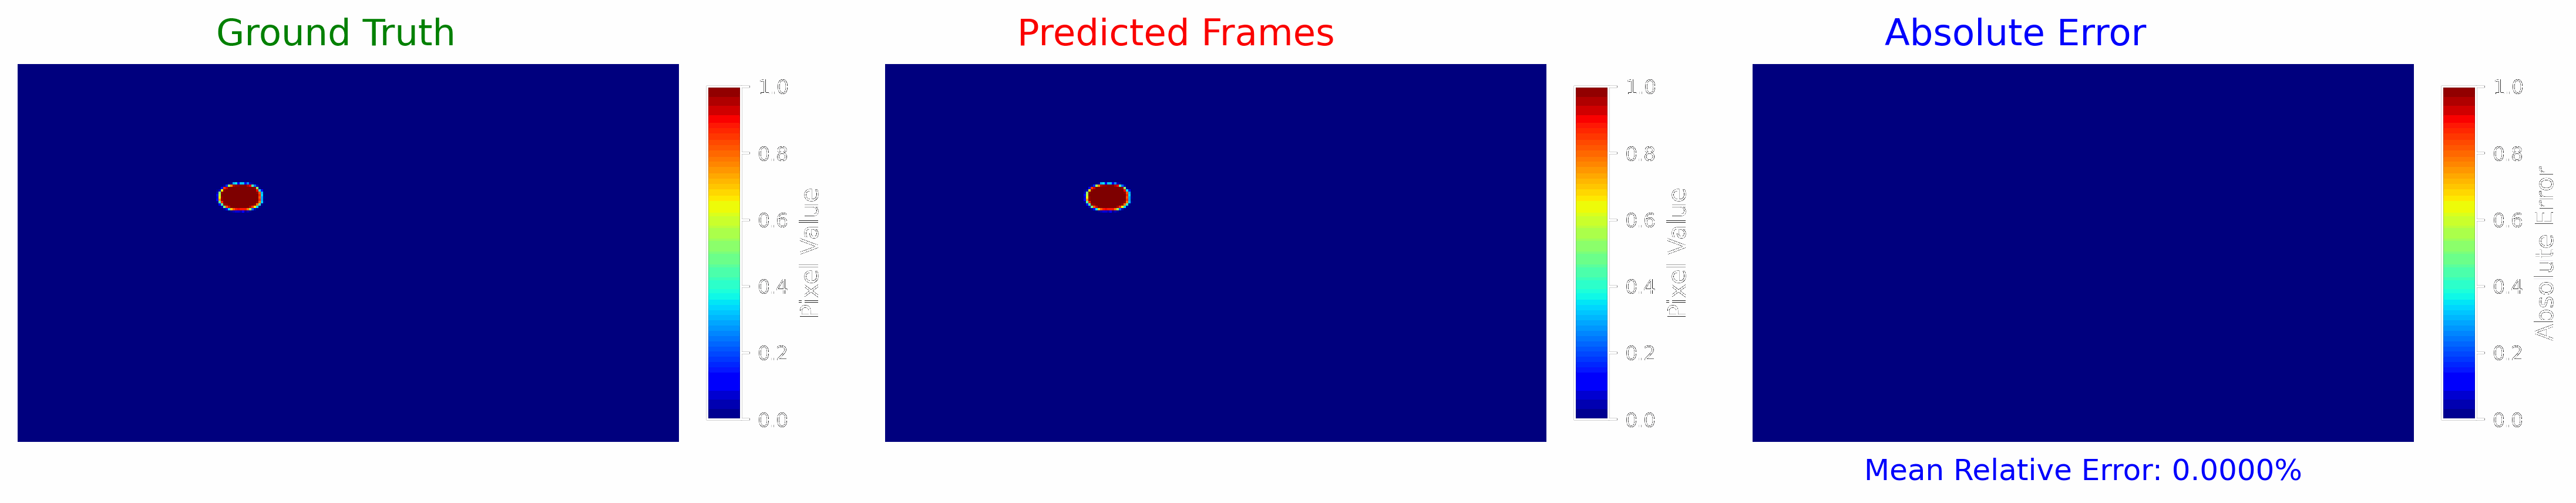 Ground Truth
Predicted Frames
Absolute Error
1.0
0.8
0.6
0.4
0.2
0.0
Pixel Value
1.0
0.8
0.6
0.4
0.2
0.0
Pixel Value
1.0
0.8
0.6
0.4
0.2
0.0
Absolute Error
Mean Relative Error: 0.0000%